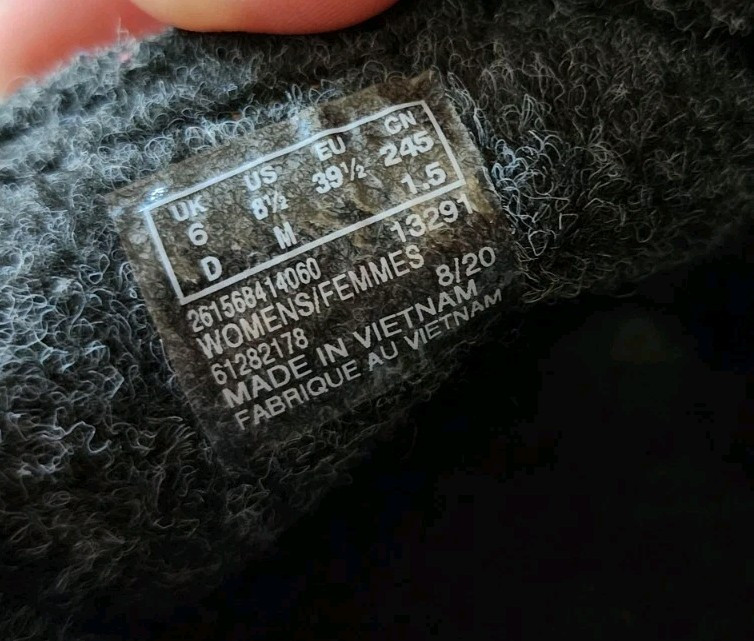 UK US EU CN
6 8½ 39½ 245
D M 1.5
261568414060 13291
WOMENS/FEMMES
61282178 8/20
MADE IN VIETNAM
FABRIQUE AU VIETNAM